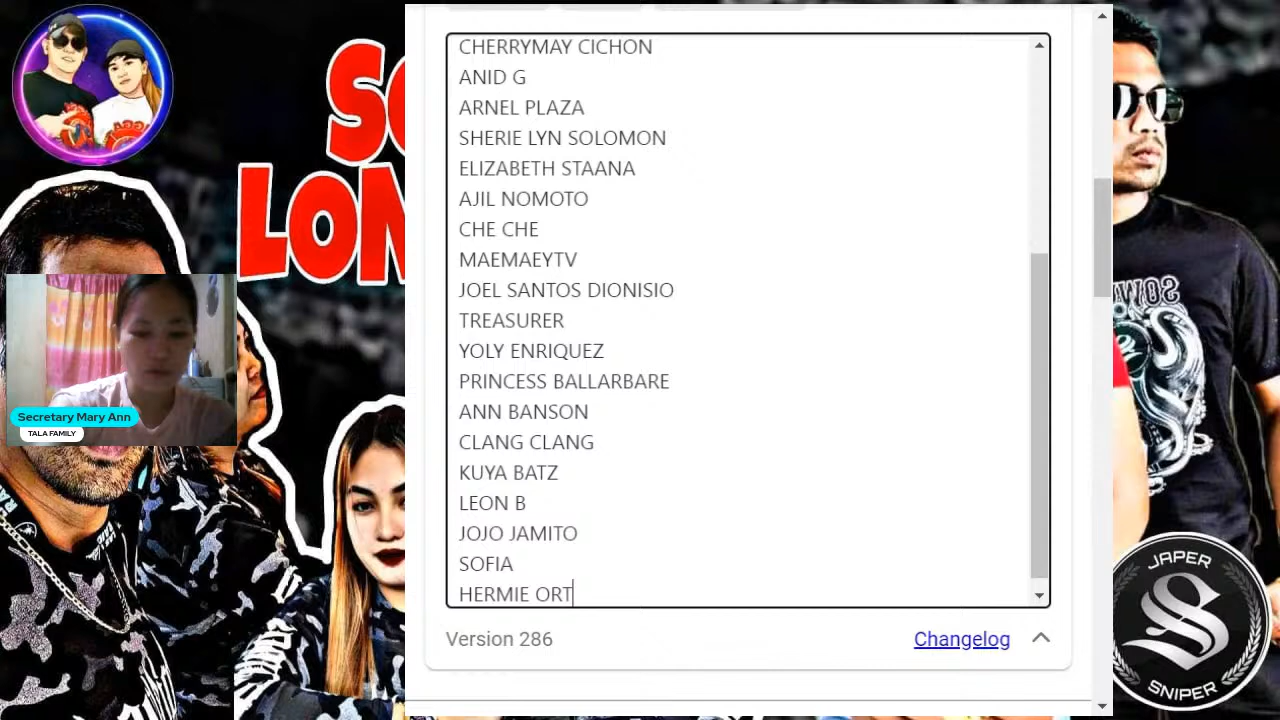 SO
LON
CHERRYMAY CICHON
ANID G
ARNEL PLAZA
SHERIE LYN SOLOMON
ELIZABETH STAANA
AJIL NOMOTO
CHE CHE
MAEMAEYTV
JOEL SANTOS DIONISIO
TREASURER
YOLY ENRIQUEZ
PRINCESS BALLARBARE
ANN BANSON
CLANG CLANG
KUYA BATZ
LEON B
JOJO JAMITO
SOFIA
HERMIE ORT
Version 286
Changelog
Secretary Mary Ann
TALA FAMILY
JAPER
S
SNIPER